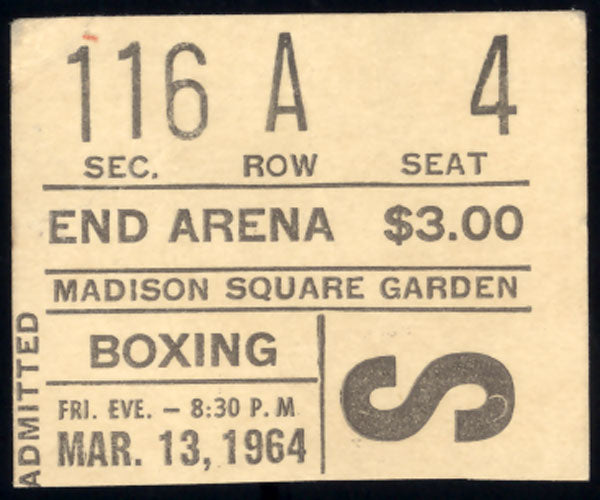 116 A 4
SEC. ROW SEAT
END ARENA $3.00
MADISON SQUARE GARDEN
BOXING
FRI. EVE. – 8:30 P. M
MAR. 13, 1964
S
ADMITTED